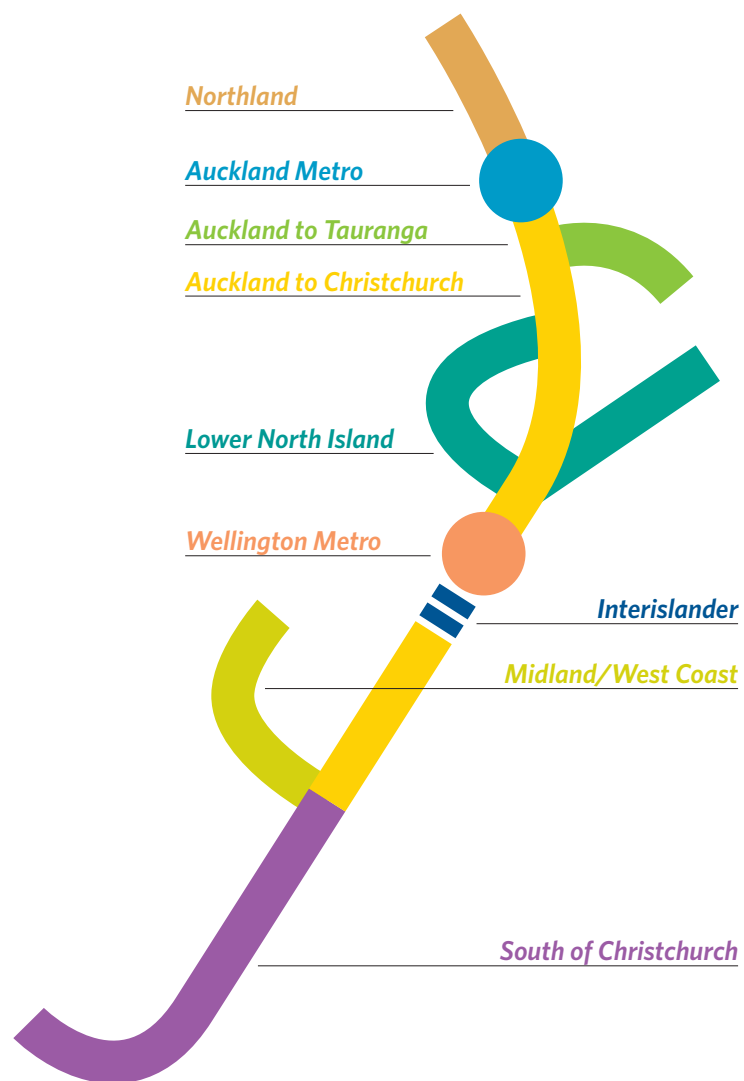 Northland
Auckland Metro
Auckland to Tauranga
Auckland to Christchurch
Lower North Island
Wellington Metro
Interislander
Midland/West Coast
South of Christchurch